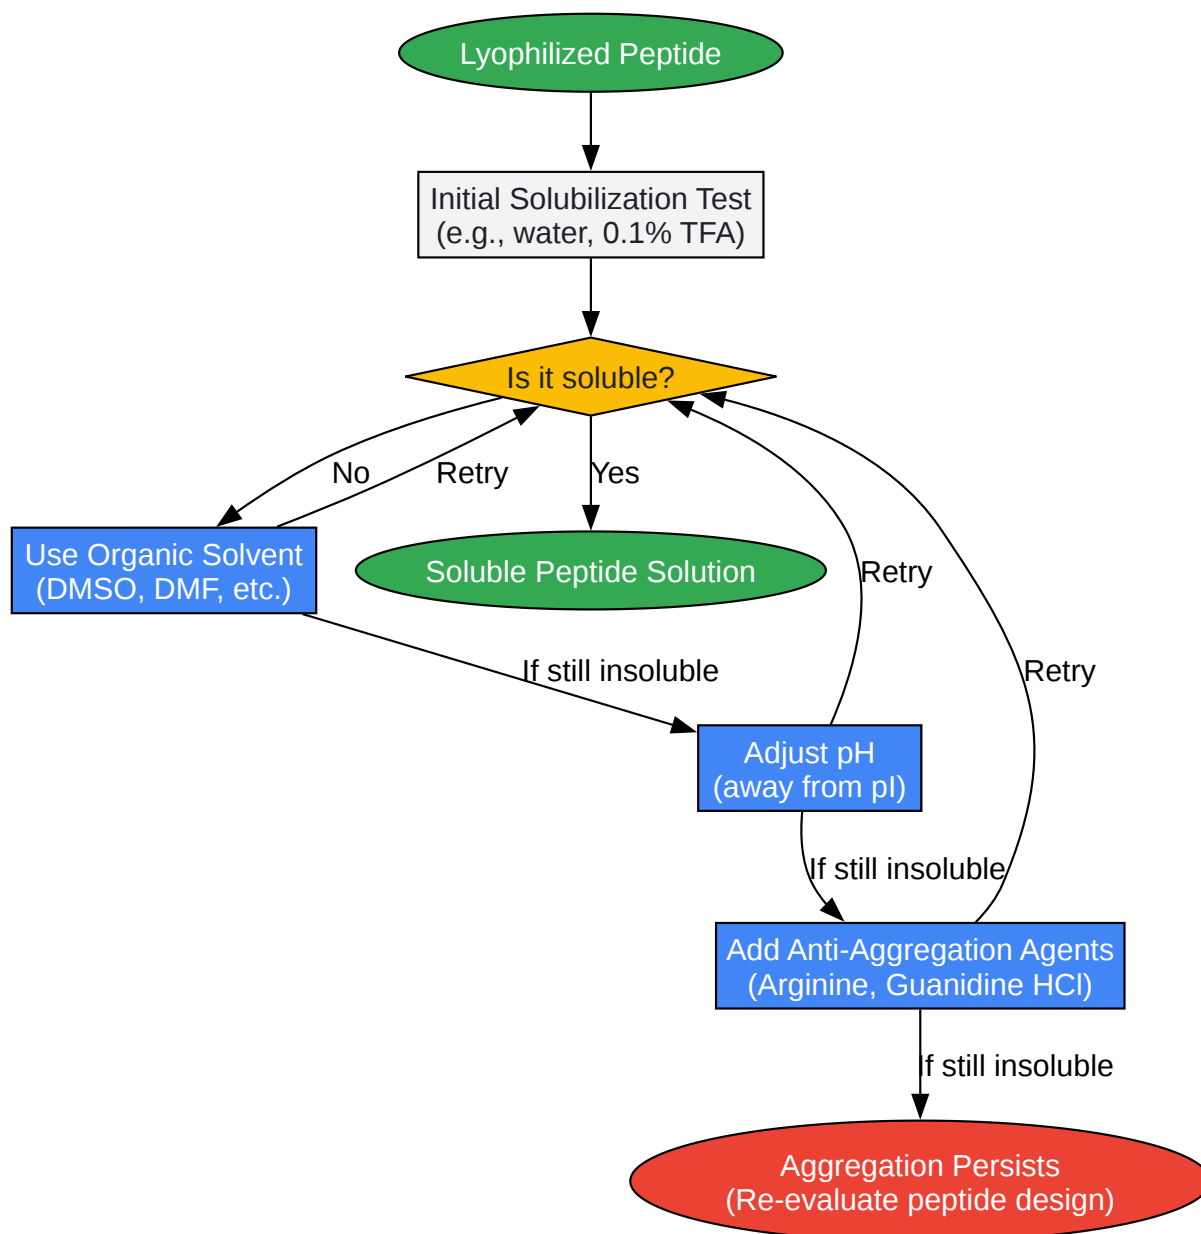 Lyophilized Peptide
Initial Solubilization Test
(e.g., water, 0.1% TFA)
Is it soluble?
No
Retry
Yes
Use Organic Solvent
(DMSO, DMF, etc.)
Soluble Peptide Solution
Retry
If still insoluble
Retry
Adjust pH
(away from pI)
If still insoluble
Add Anti-Aggregation Agents
(Arginine, Guanidine HCl)
If still insoluble
Aggregation Persists
(Re-evaluate peptide design)